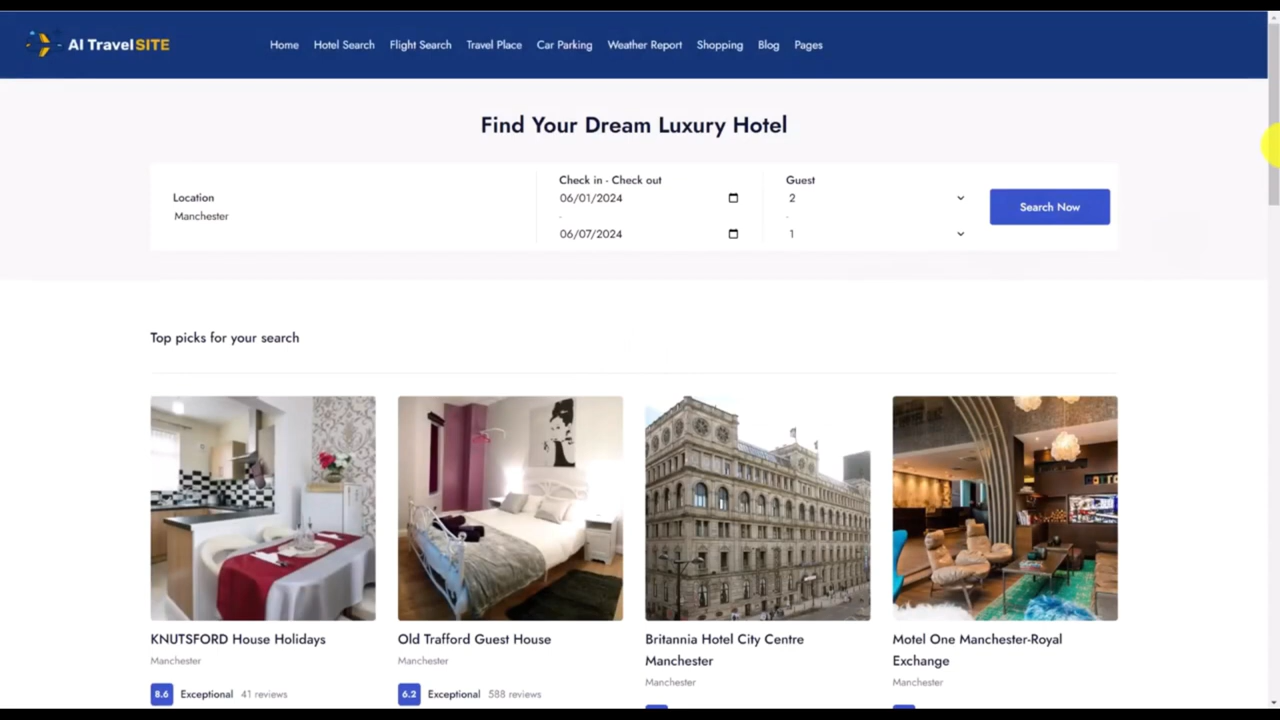 AI TravelSITE
Home Hotel Search Flight Search Travel Place Car Parking Weather Report Shopping Blog Pages
Find Your Dream Luxury Hotel
Location
Manchester
Check in - Check out
06/01/2024
-
06/07/2024
Guest
2
-
1
Search Now
Top picks for your search
KNUTSFORD House Holidays
Manchester
8.6 Exceptional 41 reviews
Old Trafford Guest House
Manchester
6.2 Exceptional 588 reviews
Britannia Hotel City Centre
Manchester
Manchester
Motel One Manchester-Royal
Exchange
Manchester